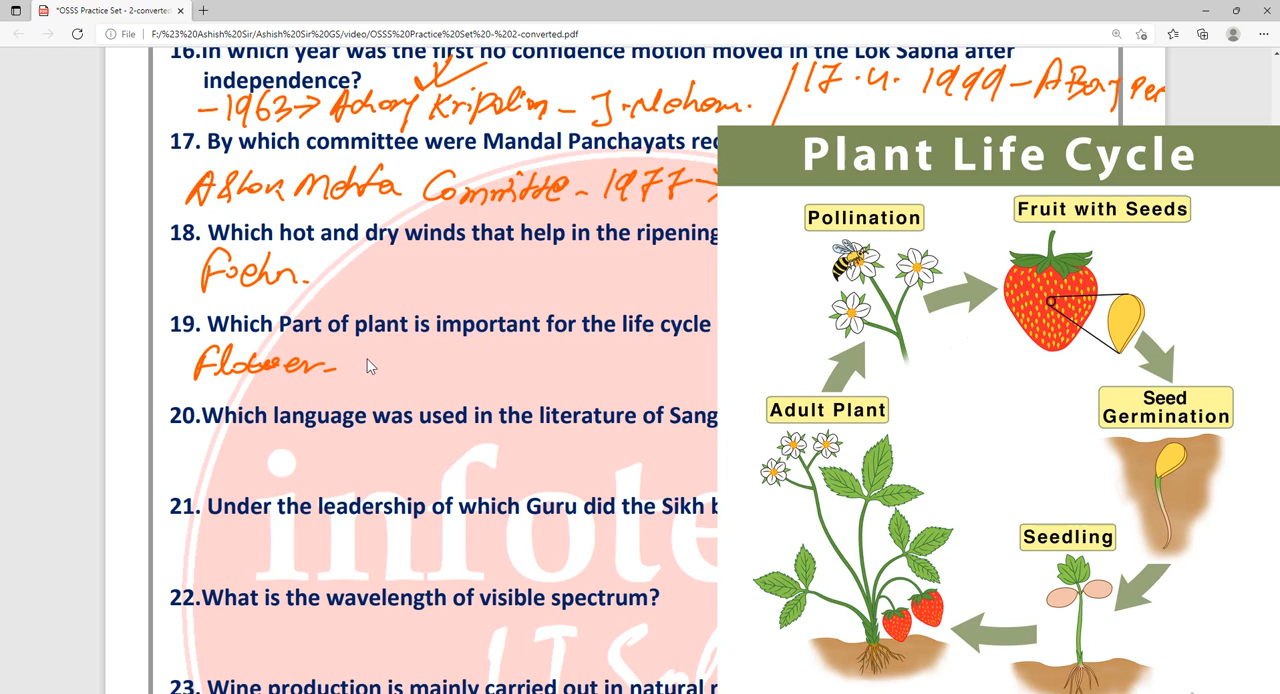 *OSSS Practice Set - 2-converted
File F:/%23%20Ashish%20Sir/Ashish%20Sir%20GS/video/OSSS%20Practice%20Set%20-%202-converted.pdf
16.In which year was the first no confidence motion moved in the Lok Sabha after
independence?
-1963→ Kripalin - J. / 117.4. 1999 -
17. By which committee were Mandal Panchayats rec
Ashok Mehta Committee - 1977→
18. Which hot and dry winds that help in the ripening
Foehn.
19. Which Part of plant is important for the life cycle
Flower-
20.Which language was used in the literature of Sang
21. Under the leadership of which Guru did the Sikh b
22.What is the wavelength of visible spectrum?
23. Wine production is mainly carried out in natural r
infote
Plant Life Cycle
Pollination
Fruit with Seeds
Adult Plant
Seed
Germination
Seedling